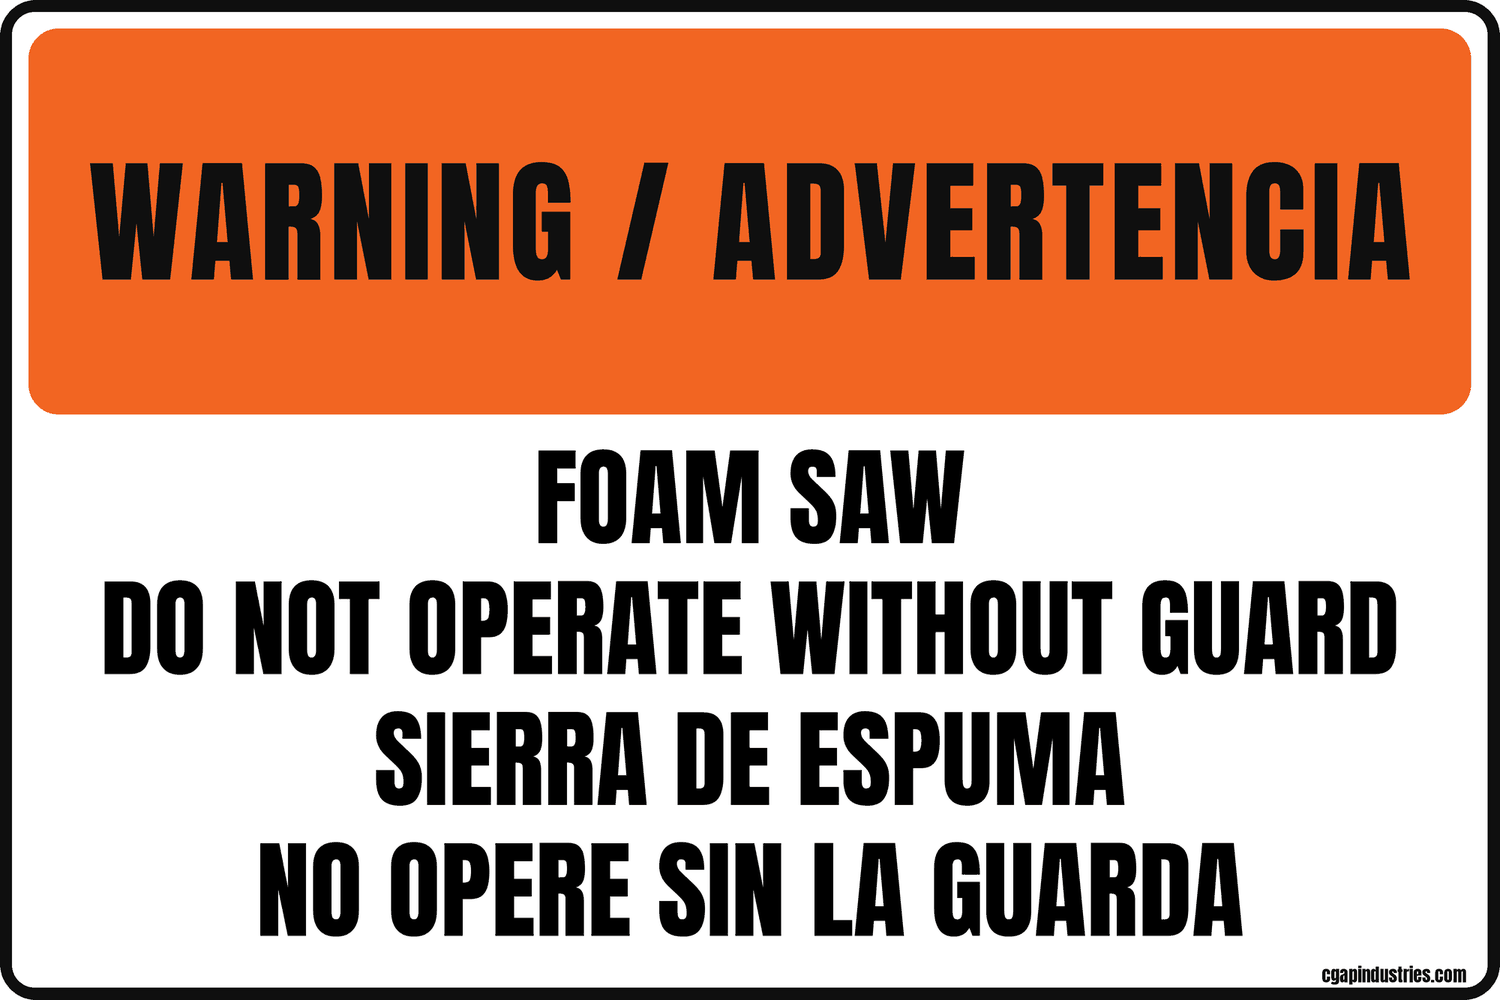 WARNING / ADVERTENCIA
FOAM SAW
DO NOT OPERATE WITHOUT GUARD
SIERRA DE ESPUMA
NO OPERE SIN LA GUARDA
cgapindustries.com